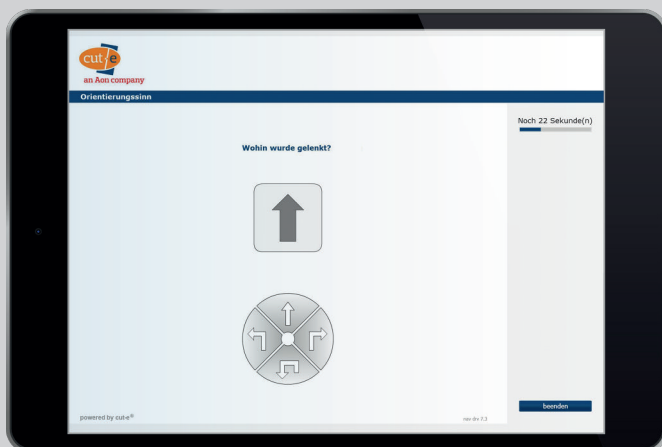 cut e
an Aon company
Orientierungssinn
Noch 22 Sekunde(n)
Wohin wurde gelenkt?
beenden
powered by cut-e®